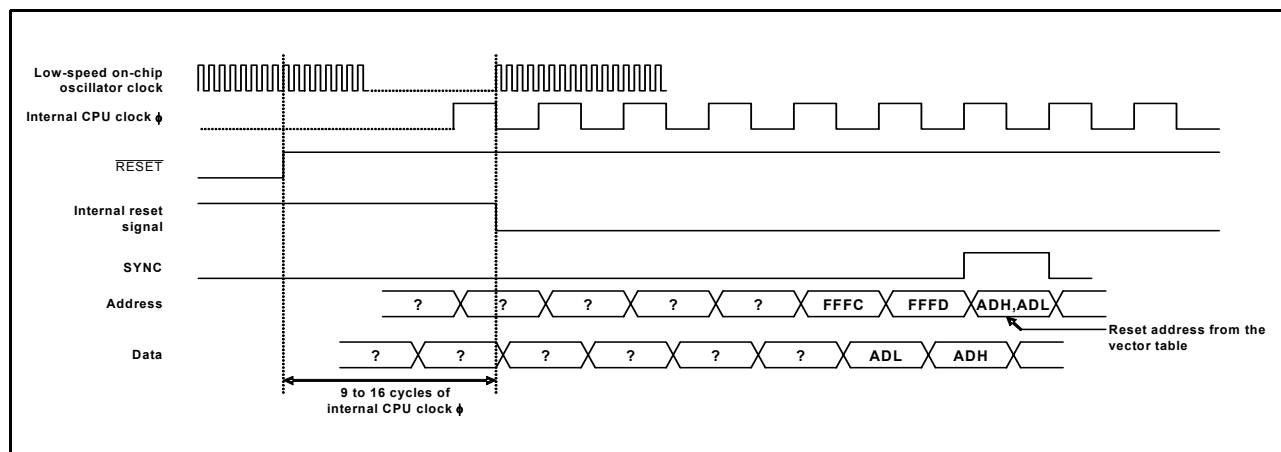 Low-speed on-chip
oscillator clock
Internal CPU clock ϕ
RESET
Internal reset
signal
SYNC
Address
? ? ? ? ? FFFC FFFD ADH,ADL
Reset address from the
vector table
Data
? ? ? ? ? ? ADL ADH
9 to 16 cycles of
internal CPU clock ϕ